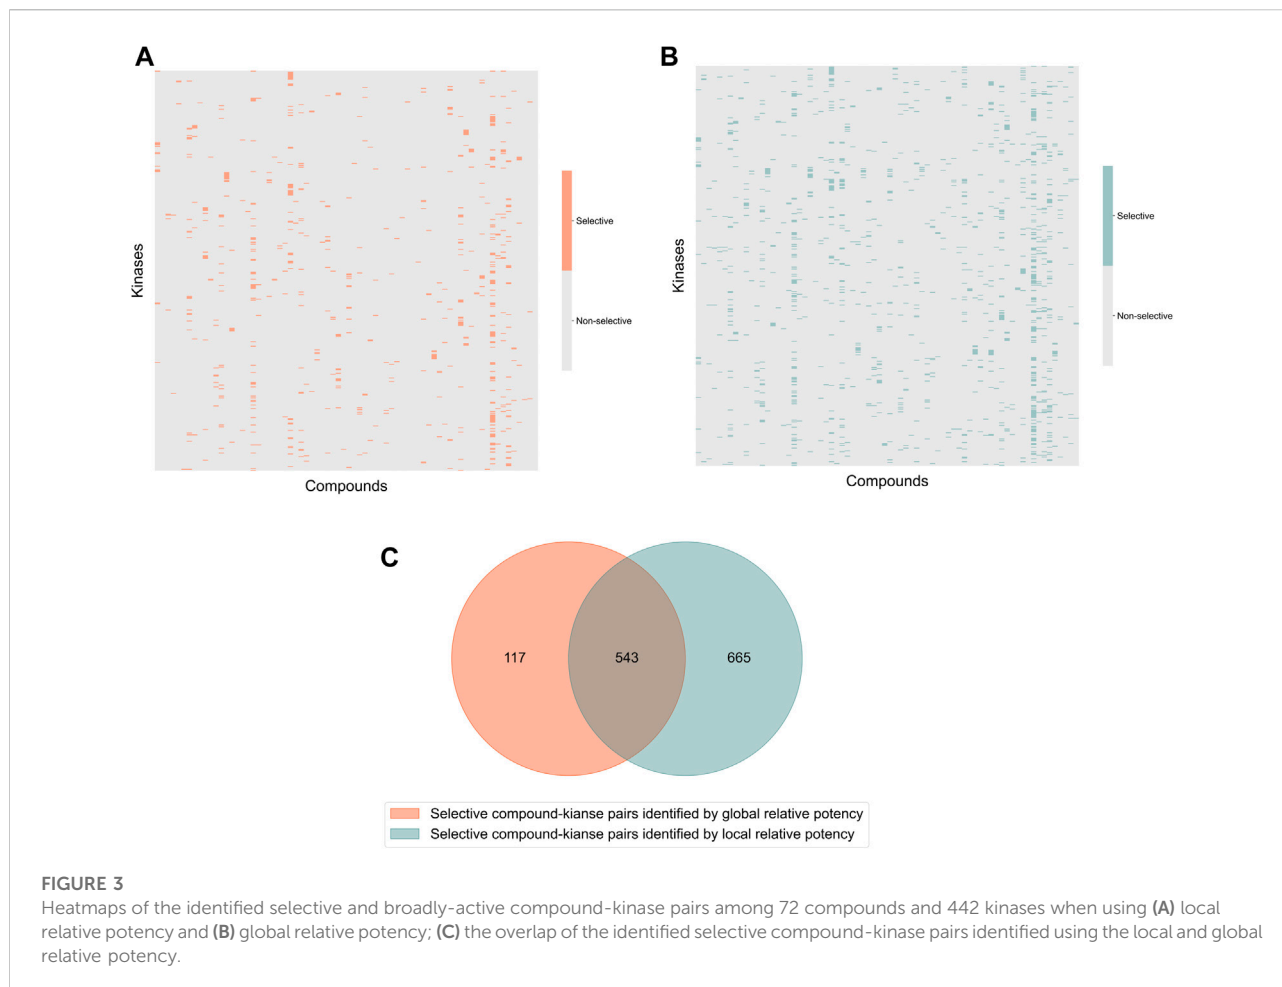 A
B
Kinases
Selective
Non-selective
Compounds
Kinases
Selective
Non-selective
Compounds
C
117
543
665
Selective compound-kianse pairs identified by global relative potency
Selective compound-kianse pairs identified by local relative potency
FIGURE 3
Heatmaps of the identified selective and broadly-active compound-kinase pairs among 72 compounds and 442 kinases when using (A) local
relative potency and (B) global relative potency; (C) the overlap of the identified selective compound-kinase pairs identified using the local and global
relative potency.